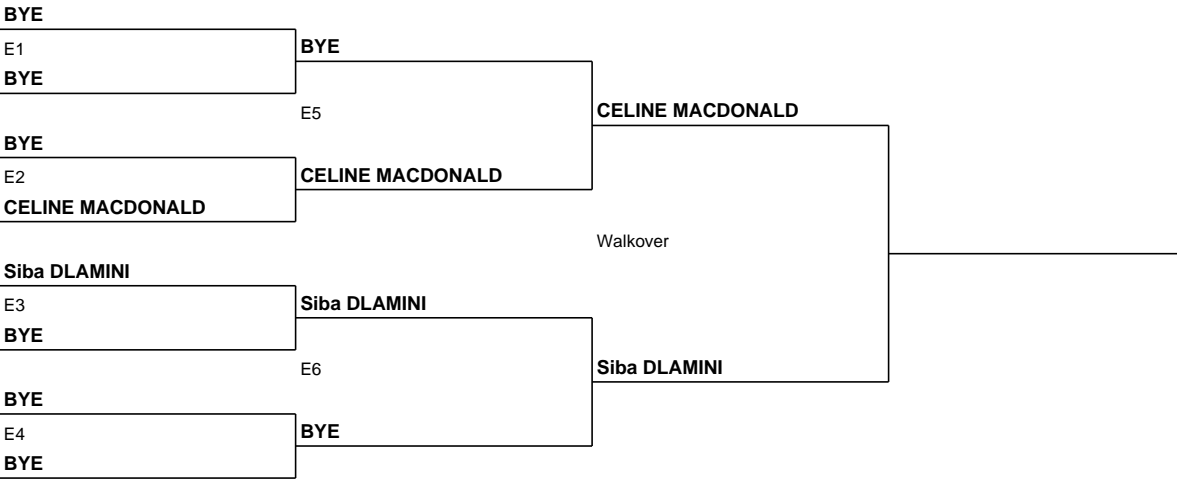 BYE
E1
BYE
BYE
E5
CELINE MACDONALD
BYE
E2
CELINE MACDONALD
CELINE MACDONALD
Walkover
Siba DLAMINI
E3
Siba DLAMINI
BYE
E6
Siba DLAMINI
BYE
E4
BYE
BYE